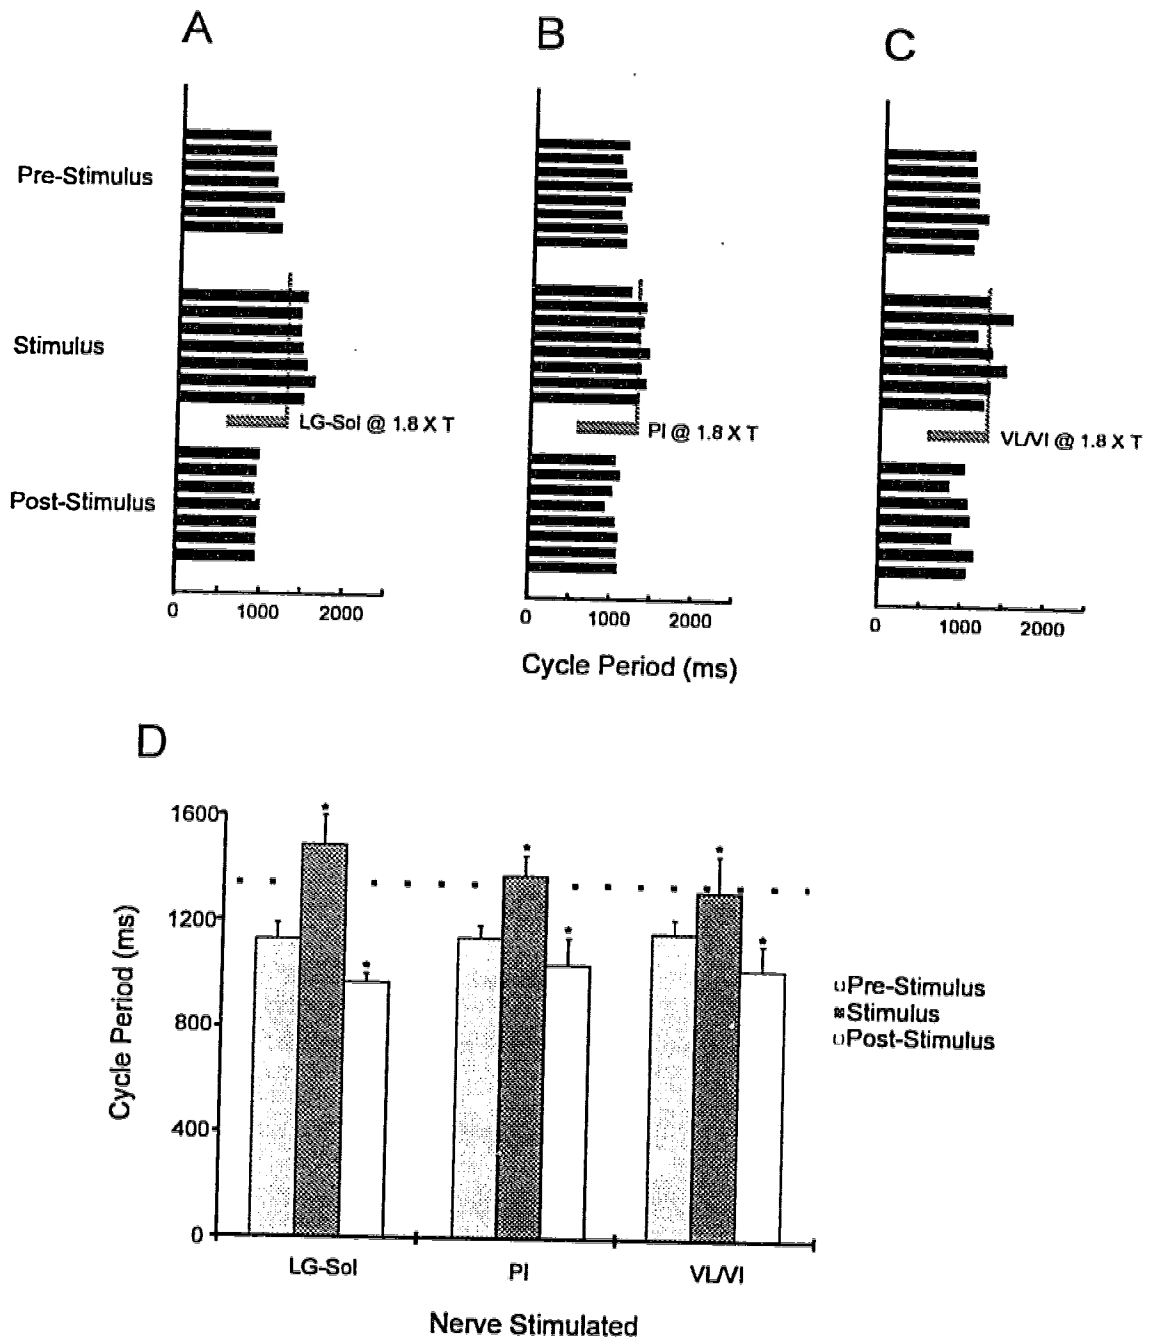 A
B
C
Pre-Stimulus
Stimulus
LG-Sol @ 1.8 X T
PI @ 1.8 X T
VL/VI @ 1.8 X T
Post-Stimulus
0 1000 2000
0 1000 2000
0 1000 2000
Cycle Period (ms)
D
1600
1200
800
400
0
Cycle Period (ms)
* * * * * *
Pre-Stimulus
Stimulus
Post-Stimulus
LG-Sol PI VL/VI
Nerve Stimulated